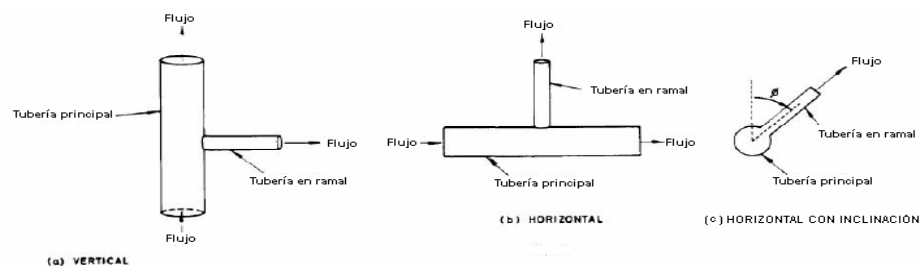 Flujo
Tubería principal
Flujo
Tubería en ramal
Flujo
(a) VERTICAL
Flujo
Tubería en ramal
Flujo
Flujo
Tubería principal
(b) HORIZONTAL
Flujo
ø
Tubería en ramal
Tubería principal
(c) HORIZONTAL CON INCLINACIÓN